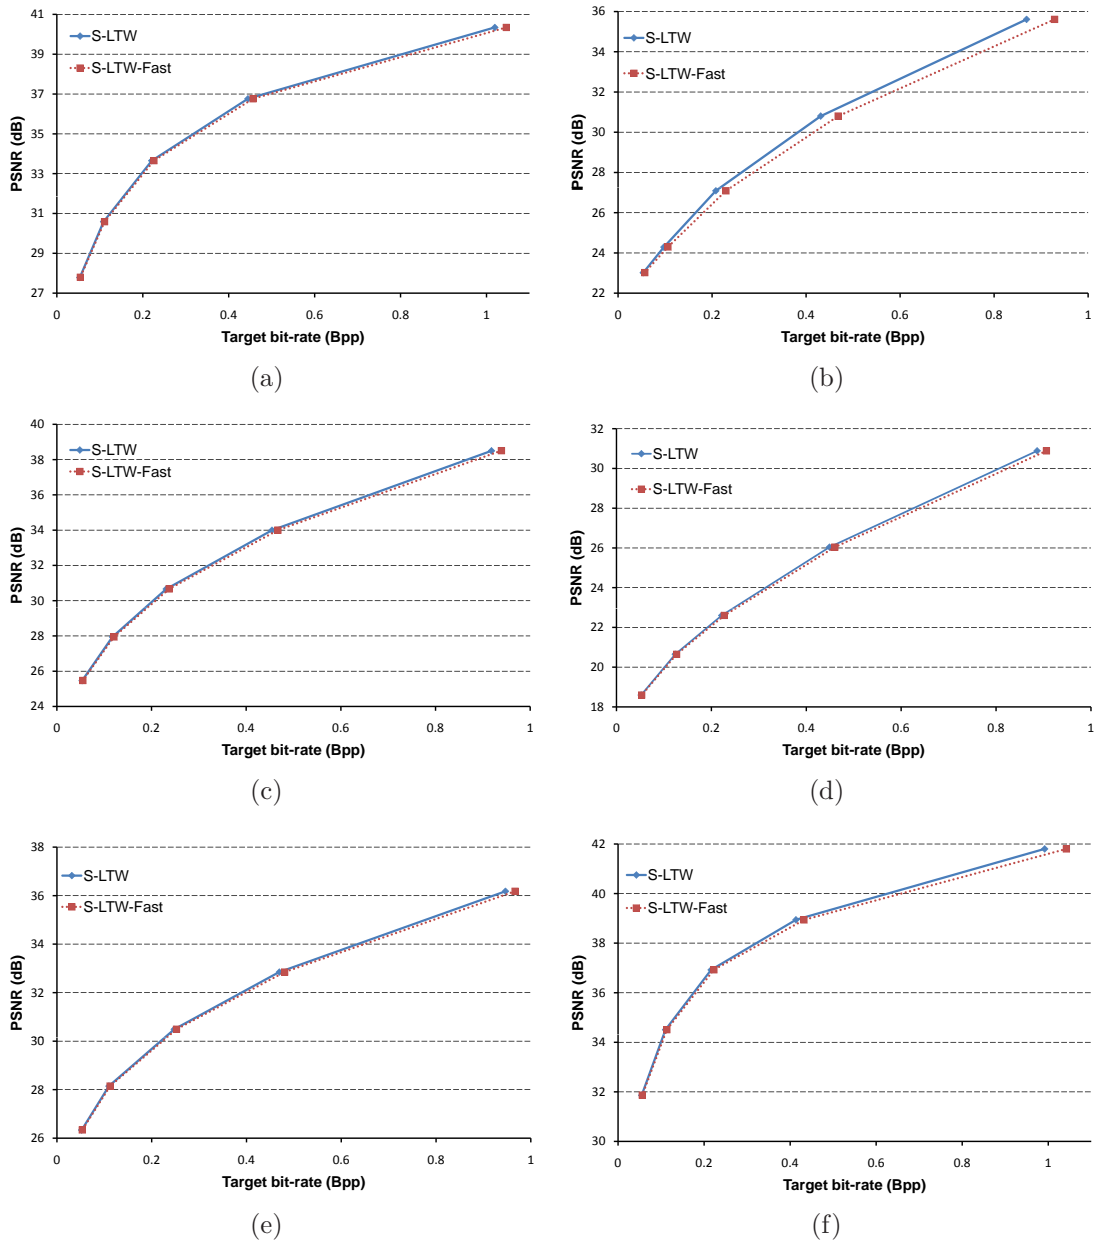 41
39
37
35
33
31
29
27
PSNR (dB)
S-LTW
S-LTW-Fast
0 0.2 0.4 0.6 0.8 1
Target bit-rate (Bpp)
(a)
36
34
32
30
28
26
24
22
PSNR (dB)
S-LTW
S-LTW-Fast
0 0.2 0.4 0.6 0.8 1
Target bit-rate (Bpp)
(b)
40
38
36
34
32
30
28
26
24
PSNR (dB)
S-LTW
S-LTW-Fast
0 0.2 0.4 0.6 0.8 1
Target bit-rate (Bpp)
(c)
32
30
28
26
24
22
20
18
PSNR (dB)
S-LTW
S-LTW-Fast
0 0.2 0.4 0.6 0.8 1
Target bit-rate (Bpp)
(d)
38
36
34
32
30
28
26
PSNR (dB)
S-LTW
S-LTW-Fast
0 0.2 0.4 0.6 0.8 1
Target bit-rate (Bpp)
(e)
42
40
38
36
34
32
30
PSNR (dB)
S-LTW
S-LTW-Fast
0 0.2 0.4 0.6 0.8 1
Target bit-rate (Bpp)
(f)